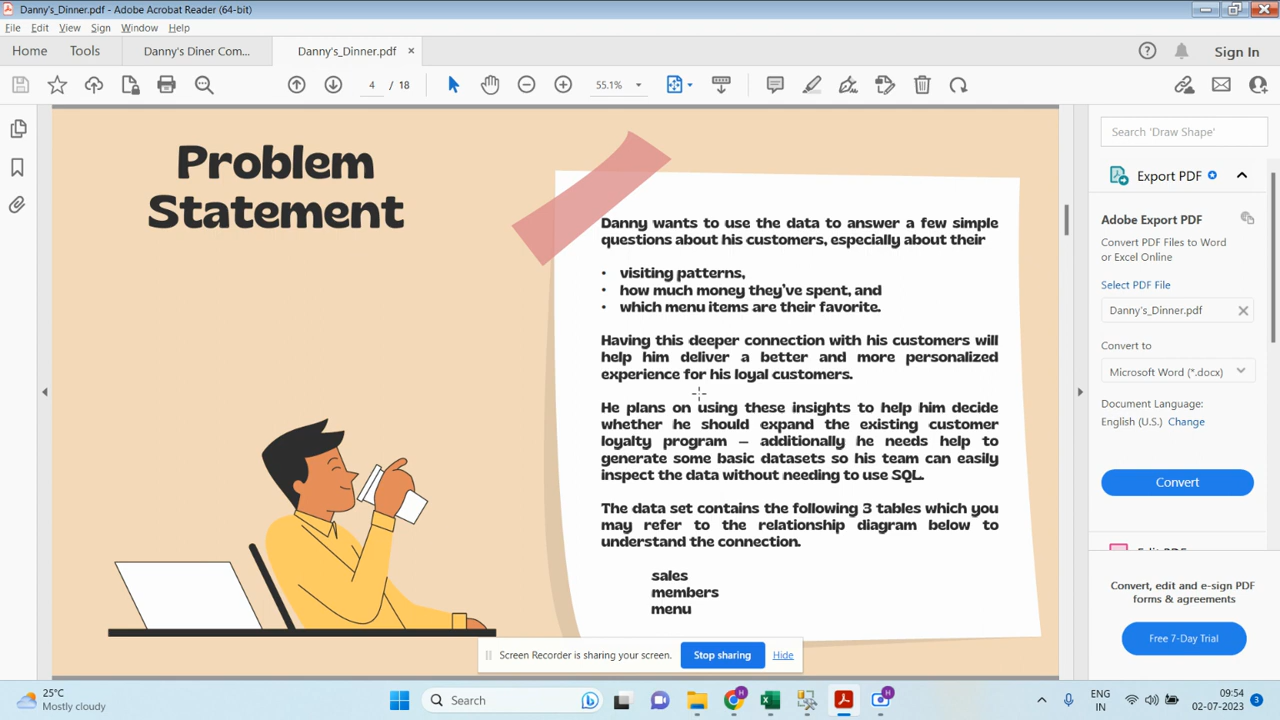 Danny's_Dinner.pdf - Adobe Acrobat Reader (64-bit)
File Edit View Sign Window Help
Home Tools Danny's Diner Com... Danny's_Dinner.pdf × Sign In
4 / 18 55.1%
Problem
Statement
Danny wants to use the data to answer a few simple
questions about his customers, especially about their
• visiting patterns,
• how much money they've spent, and
• which menu items are their favorite.
Having this deeper connection with his customers will
help him deliver a better and more personalized
experience for his loyal customers.
He plans on using these insights to help him decide
whether he should expand the existing customer
loyalty program – additionally he needs help to
generate some basic datasets so his team can easily
inspect the data without needing to use SQL.
The data set contains the following 3 tables which you
may refer to the relationship diagram below to
understand the connection.
sales
members
menu
Search 'Draw Shape'
Export PDF
Adobe Export PDF
Convert PDF Files to Word
or Excel Online
Select PDF File
Danny's_Dinner.pdf
Convert to
Microsoft Word (*.docx)
Document Language:
English (U.S.) Change
Convert
Convert, edit and e-sign PDF
forms & agreements
Free 7-Day Trial
Screen Recorder is sharing your screen. Stop sharing Hide
25°C
Mostly cloudy
Search
ENG
IN
09:54
02-07-2023
3